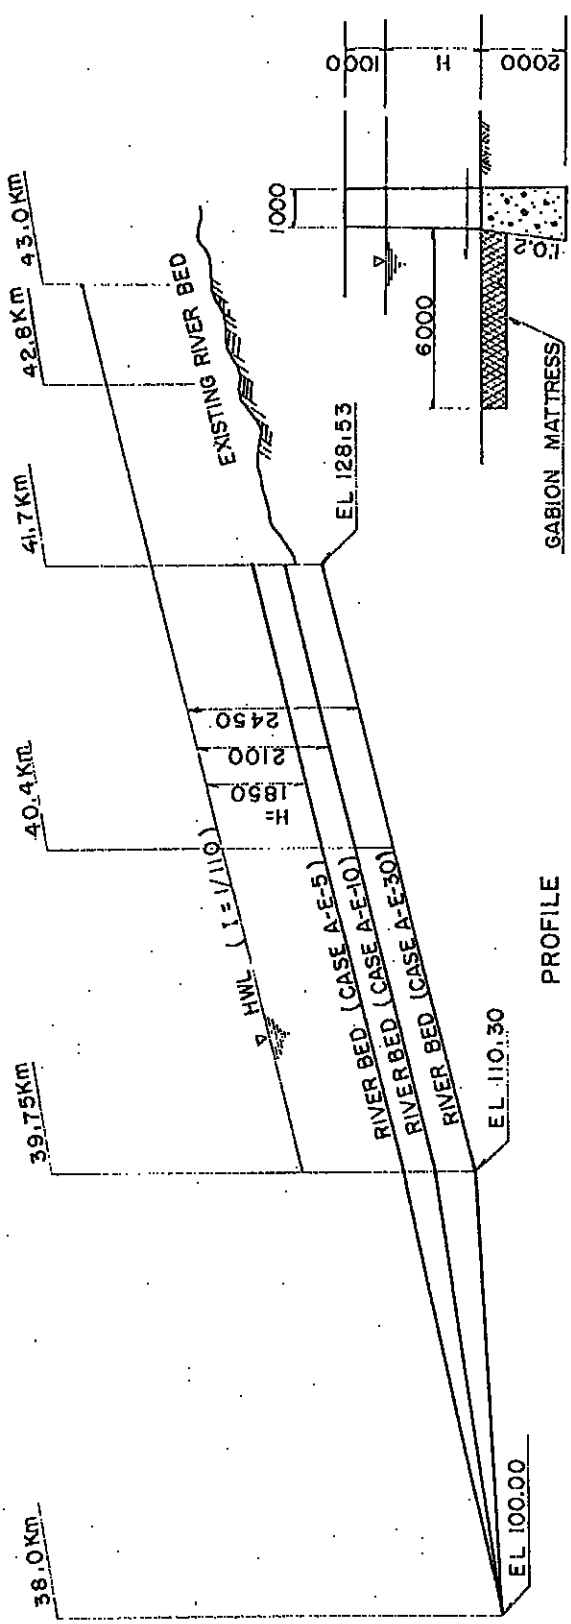 38.0Km
39.75Km
40.4Km
41.7Km
42.8Km
43.0Km
HWL (I=1/110)
EXISTING RIVER BED
H=
1850
2100
2450
RIVER BED (CASE A-E-5)
RIVER BED (CASE A-E-10)
RIVER BED (CASE A-E-30)
EL 100.00
EL 110.30
EL 128.53
PROFILE
1000
6000
1:0.2
1000
H
2000
GABION MATTRESS